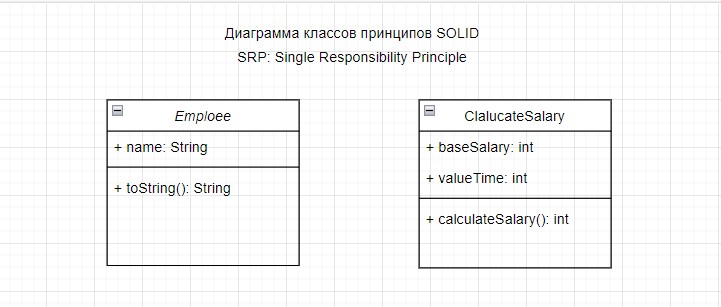 Диаграмма классов принципов SOLID
SRP: Single Responsibility Principle
Emploee
+ name: String
+ toString(): String
ClalucateSalary
+ baseSalary: int
+ valueTime: int
+ calculateSalary(): int